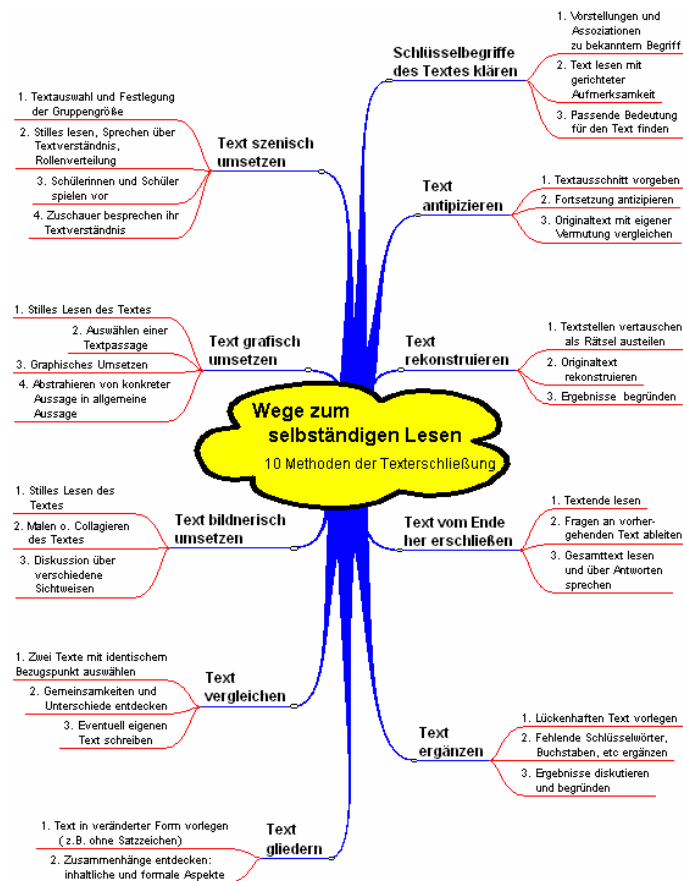 Wege zum
selbständigen Lesen
10 Methoden der Texterschließung
Schlüsselbegriffe
des Textes klären
1. Vorstellungen und
Assoziationen
zu bekanntem Begriff
2. Text lesen mit
gerichteter
Aufmerksamkeit
3. Passende Bedeutung
für den Text finden
Text
antipizieren
1. Textausschnitt vorgeben
2. Fortsetzung antizipieren
3. Originaltext mit eigener
Vermutung vergleichen
Text
rekonstruieren
1. Textstellen vertauschen
als Rätsel austeilen
2. Originaltext
rekonstruieren
3. Ergebnisse begründen
Text vom Ende
her erschließen
1. Textende lesen
2. Fragen an vorher-
gehenden Text ableiten
3. Gesamttext lesen
und über Antworten
sprechen
Text
ergänzen
1. Lückenhaften Text vorlegen
2. Fehlende Schlüsselwörter,
Buchstaben, etc ergänzen
3. Ergebnisse diskutieren
und begründen
Text
gliedern
1. Text in veränderter Form vorlegen
(z.B. ohne Satzzeichen)
2. Zusammenhänge entdecken:
inhaltliche und formale Aspekte
Text
vergleichen
1. Zwei Texte mit identischem
Bezugspunkt auswählen
2. Gemeinsamkeiten und
Unterschiede entdecken
3. Eventuell eigenen
Text schreiben
Text bildnerisch
umsetzen
1. Stilles Lesen des
Textes
2. Malen o. Collagieren
des Textes
3. Diskussion über
verschiedene
Sichtweisen
Text grafisch
umsetzen
1. Stilles Lesen des Textes
2. Auswählen einer
Textpassage
3. Graphisches Umsetzen
4. Abstrahieren von konkreter
Aussage in allgemeine
Aussage
Text szenisch
umsetzen
1. Textauswahl und Festlegung
der Gruppengröße
2. Stilles lesen, Sprechen über
Textverständnis,
Rollenverteilung
3. Schülerinnen und Schüler
spielen vor
4. Zuschauer besprechen ihr
Textverständnis